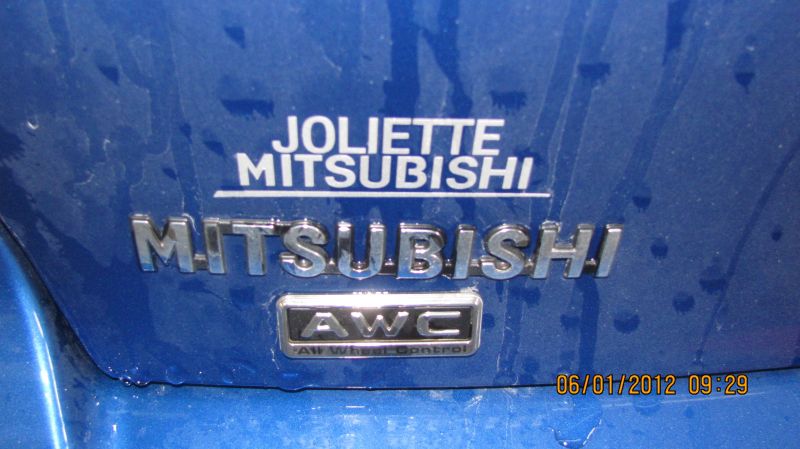 JOLIETTE
MITSUBISHI
MITSUBISHI
AWC
All Wheel Control
06/01/2012 09:29